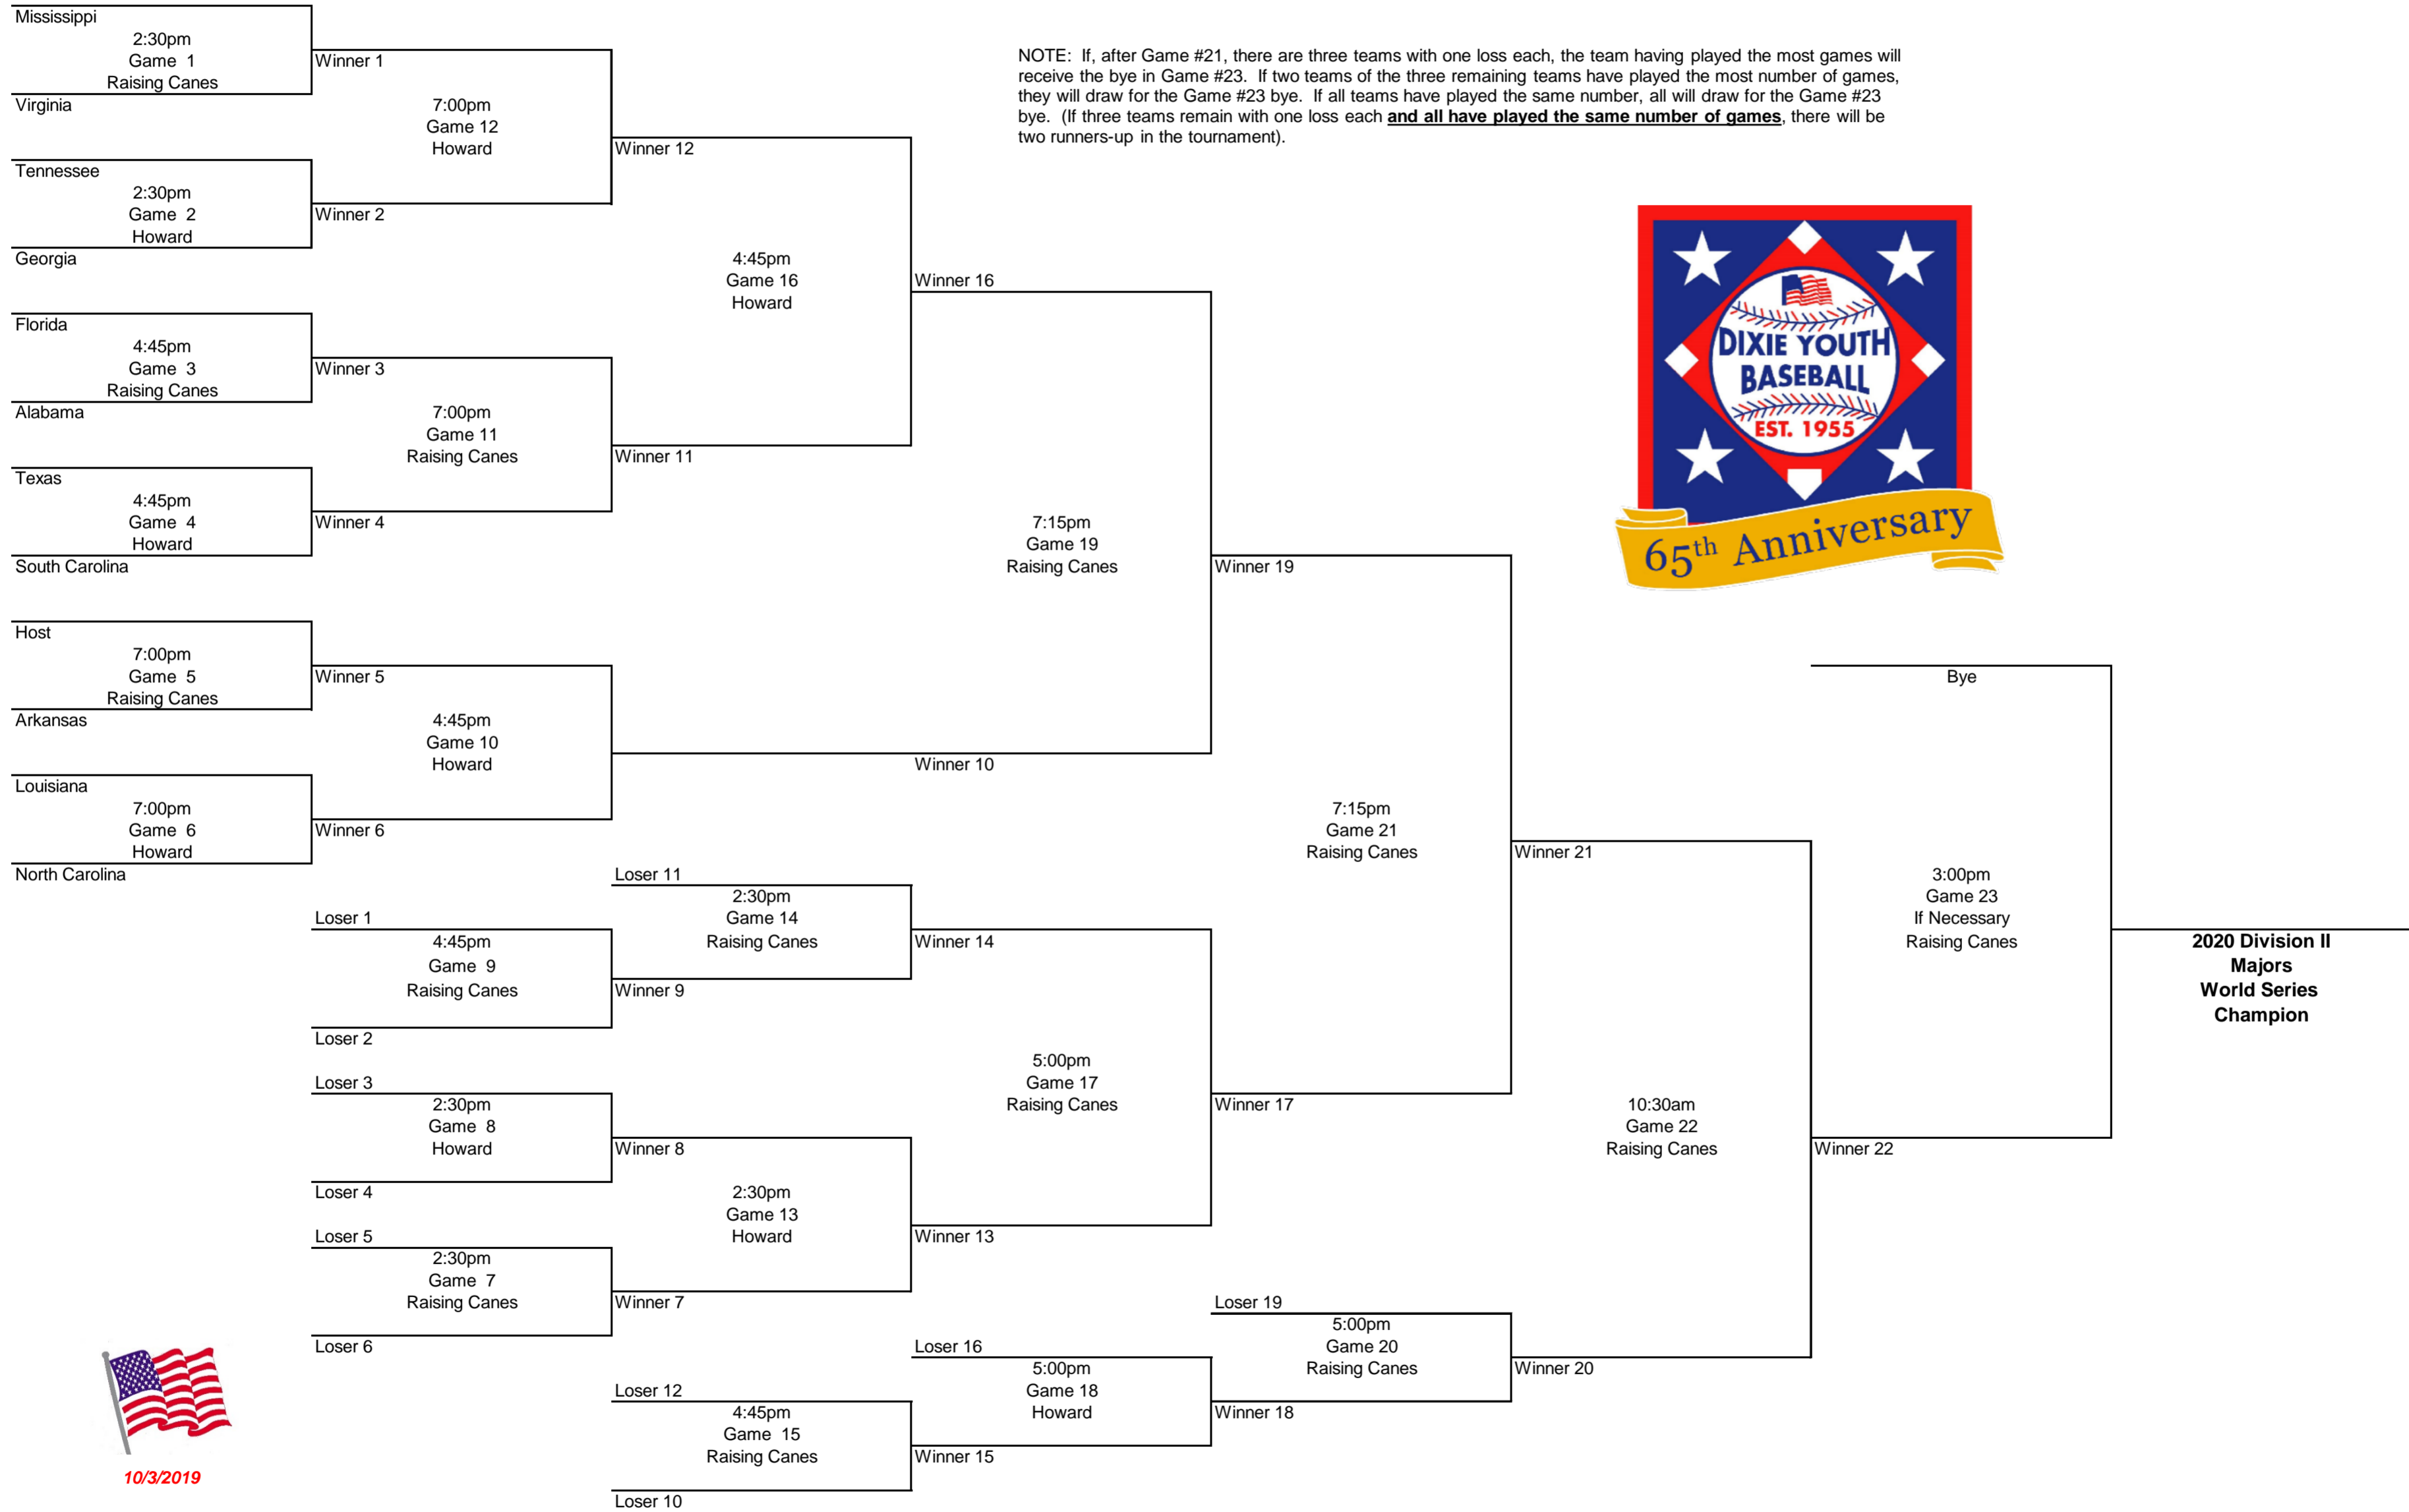 Mississippi
2:30pm
Game 1
Raising Canes
Virginia
Winner 1
7:00pm
Game 12
Howard
Tennessee
2:30pm
Game 2
Howard
Georgia
Winner 2
Winner 12
4:45pm
Game 16
Howard
Florida
4:45pm
Game 3
Raising Canes
Alabama
Winner 3
7:00pm
Game 11
Raising Canes
Texas
4:45pm
Game 4
Howard
South Carolina
Winner 4
Winner 11
Winner 16
7:15pm
Game 19
Raising Canes
Host
7:00pm
Game 5
Raising Canes
Arkansas
Winner 5
4:45pm
Game 10
Howard
Louisiana
7:00pm
Game 6
Howard
North Carolina
Winner 6
Winner 10
Winner 19
7:15pm
Game 21
Raising Canes
NOTE: If, after Game #21, there are three teams with one loss each, the team having played the most games will
receive the bye in Game #23. If two teams of the three remaining teams have played the most number of games,
they will draw for the Game #23 bye. If all teams have played the same number, all will draw for the Game #23
bye. (If three teams remain with one loss each and all have played the same number of games, there will be
two runners-up in the tournament).
DIXIE YOUTH
BASEBALL
EST. 1955
65th Anniversary
Loser 11
2:30pm
Game 14
Raising Canes
Loser 1
4:45pm
Game 9
Raising Canes
Loser 2
Winner 9
Winner 14
5:00pm
Game 17
Raising Canes
Loser 3
2:30pm
Game 8
Howard
Loser 4
Winner 8
2:30pm
Game 13
Howard
Loser 5
2:30pm
Game 7
Raising Canes
Loser 6
Winner 7
Winner 13
Winner 17
Winner 21
10:30am
Game 22
Raising Canes
Loser 19
5:00pm
Game 20
Raising Canes
Loser 16
5:00pm
Game 18
Howard
Loser 12
4:45pm
Game 15
Raising Canes
Loser 10
Winner 15
Winner 18
Winner 20
Bye
3:00pm
Game 23
If Necessary
Raising Canes
Winner 22
2020 Division II
Majors
World Series
Champion
10/3/2019